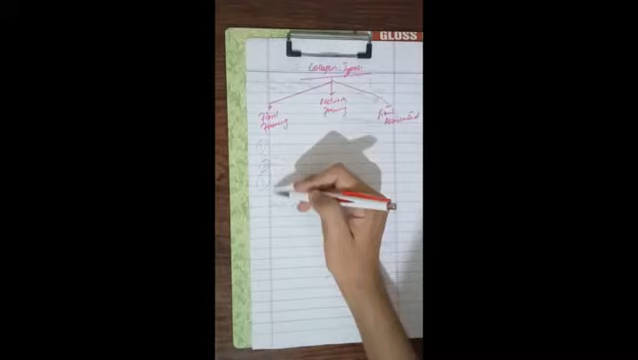 GLOSS
Collagen Types
Fibril
Forming
Network
Forming
Fibril
Associated